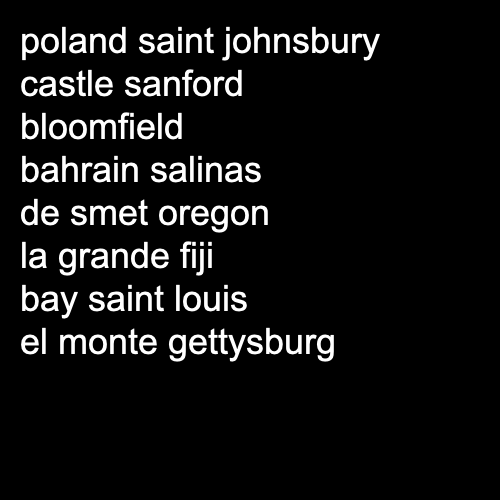 poland saint johnsbury
castle sanford
bloomfield
bahrain salinas
de smet oregon
la grande fiji
bay saint louis
el monte gettysburg